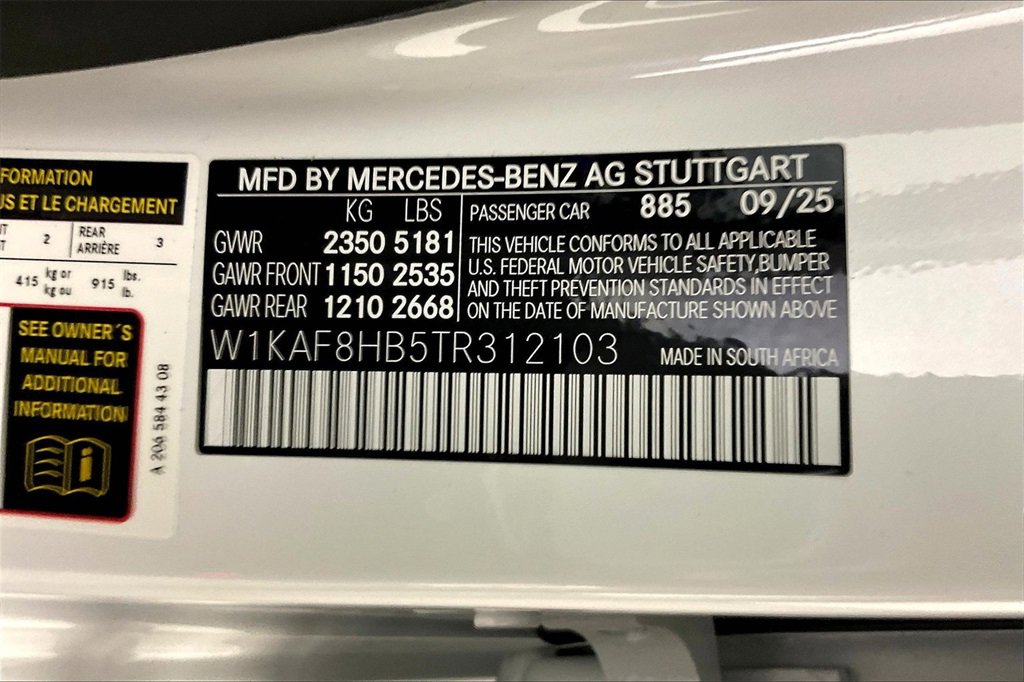 FORMATION
US ET LE CHARGEMENT
2
REAR
ARRIÈRE
3
415
kg or
kg ou
915
lbs.
lb.
SEE OWNER´S
MANUAL FOR
ADDITIONAL
INFORMATION
i
A 206 584 43 08
MFD BY MERCEDES-BENZ AG STUTTGART
KG LBS
GVWR 2350 5181
GAWR FRONT 1150 2535
GAWR REAR 1210 2668
PASSENGER CAR 885 09/25
THIS VEHICLE CONFORMS TO ALL APPLICABLE
U.S. FEDERAL MOTOR VEHICLE SAFETY,BUMPER
AND THEFT PREVENTION STANDARDS IN EFFECT
ON THE DATE OF MANUFACTURE SHOWN ABOVE
W1KAF8HB5TR312103
MADE IN SOUTH AFRICA